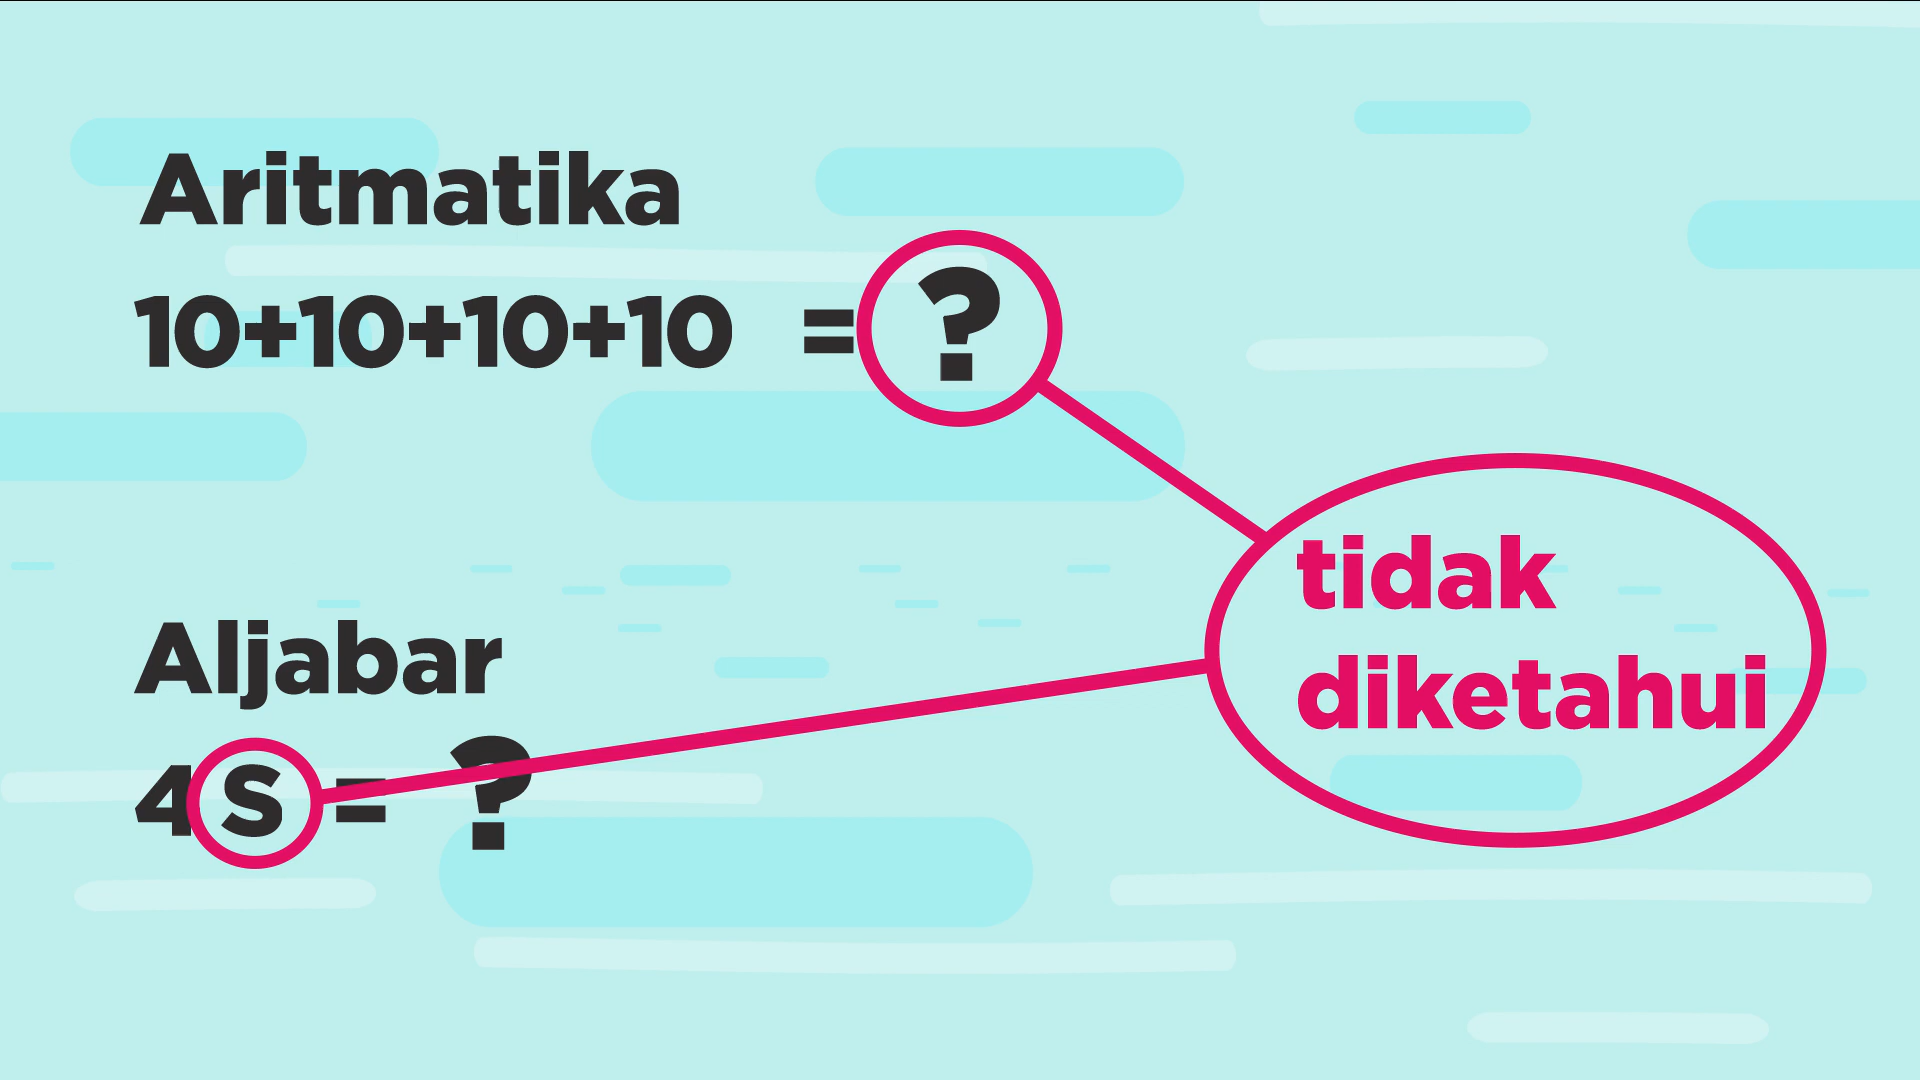 Aritmatika
10+10+10+10 = ?
tidak
diketahui
Aljabar
4S = ?